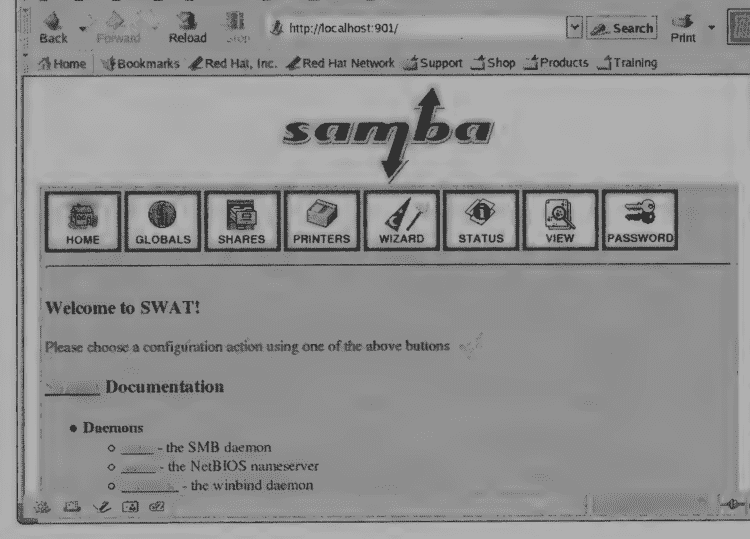 Back Forward Reload Stop http://localhost:901/ Search Print
Home Bookmarks Red Hat, Inc. Red Hat Network Support Shop Products Training
samba
HOME GLOBALS SHARES PRINTERS WIZARD STATUS VIEW PASSWORD
Welcome to SWAT!
Please choose a configuration action using one of the above buttons
Documentation
• Daemons
○ - the SMB daemon
○ - the NetBIOS nameserver
○ - the winbind daemon